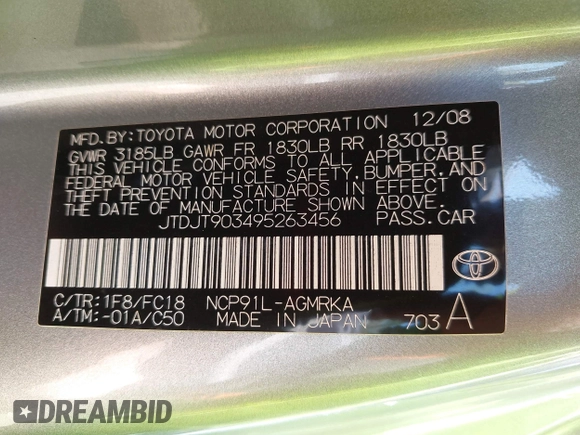 MFD. BY: TOYOTA MOTOR CORPORATION 12/08
GVWR 3185LB GAWR FR 1830LB RR 1830LB
THIS VEHICLE CONFORMS TO ALL APPLICABLE
FEDERAL MOTOR VEHICLE SAFETY, BUMPER, AND
THEFT PREVENTION STANDARDS IN EFFECT ON
THE DATE OF MANUFACTURE SHOWN ABOVE.
JTDJT903495263456 PASS. CAR
C/TR: 1F8/FC18 NCP91L-AGMRKA
A/TM: -01A/C50 MADE IN JAPAN 703 A
DREAMBID